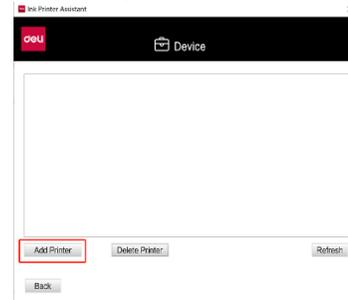 Ink Printer Assistant
deli
Device
Add Printer Delete Printer Refresh
Back